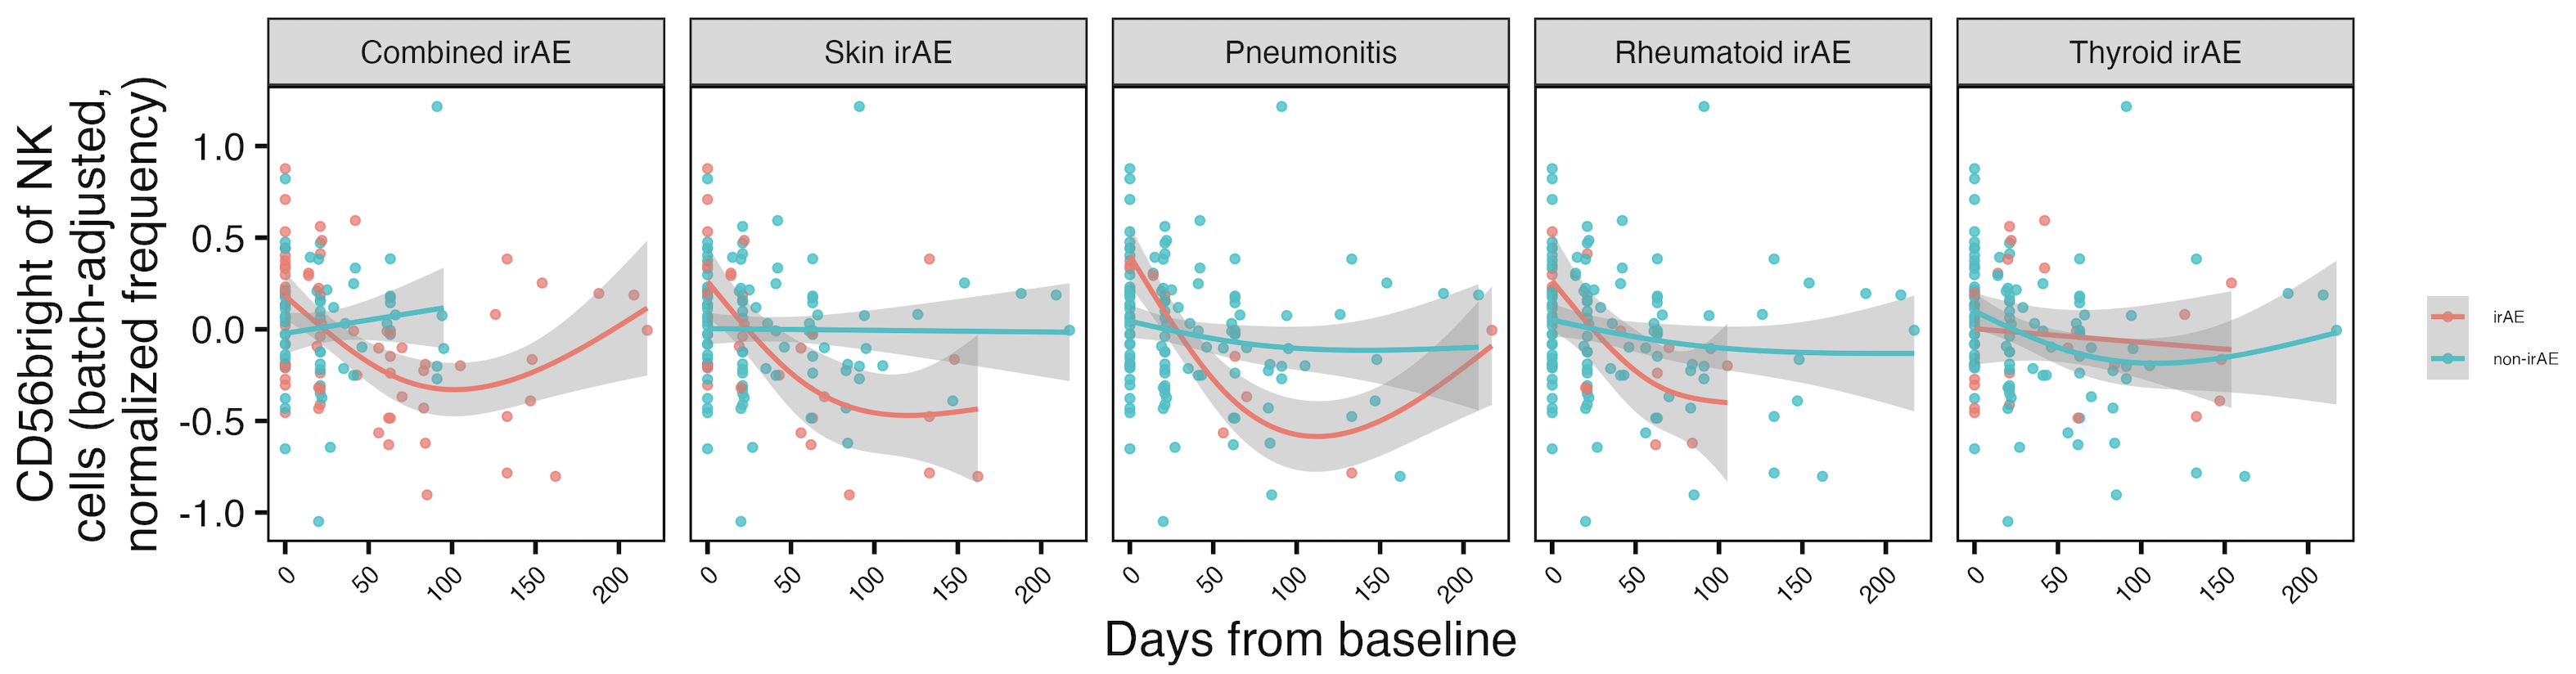 Combined irAE
Skin irAE
Pneumonitis
Rheumatoid irAE
Thyroid irAE
CD56bright of NK
cells (batch-adjusted,
normalized frequency)
1.0
0.5
0.0
-0.5
-1.0
0 50 100 150 200
0 50 100 150 200
0 50 100 150 200
0 50 100 150 200
0 50 100 150 200
Days from baseline
irAE
non-irAE